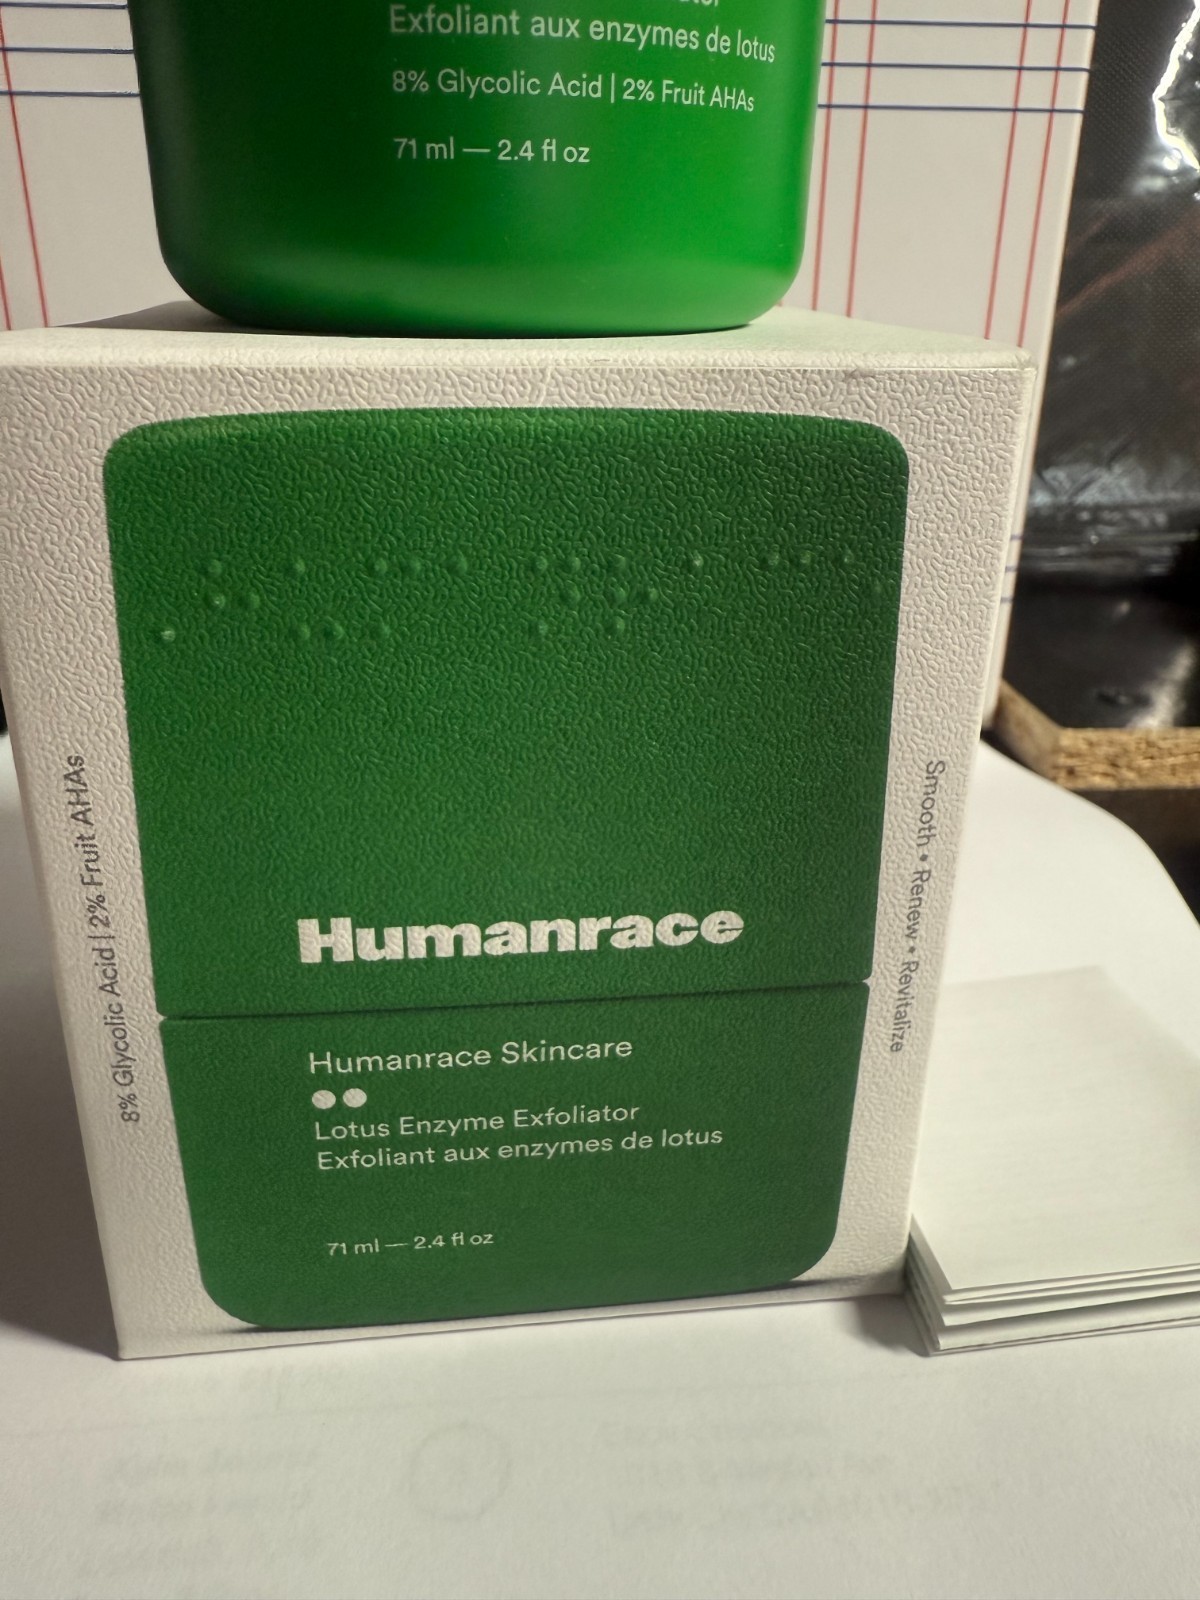 Exfoliant aux enzymes de lotus
8% Glycolic Acid | 2% Fruit AHAs
71 ml — 2.4 fl oz
8% Glycolic Acid | 2% Fruit AHAs
Humanrace
Humanrace Skincare
Lotus Enzyme Exfoliator
Exfoliant aux enzymes de lotus
71 ml — 2.4 fl oz
Smooth • Renew • Revitalize